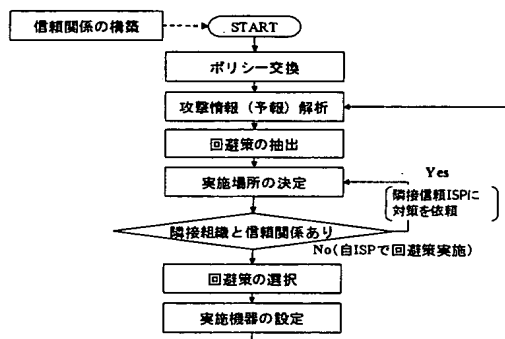 信頼関係の構築
START
ポリシー交換
攻撃情報（予報）解析
回避策の抽出
実施場所の決定
Yes
隣接信頼ISPに
対策を依頼
隣接組織と信頼関係あり
No(自ISPで回避策実施)
回避策の選択
実施機器の設定